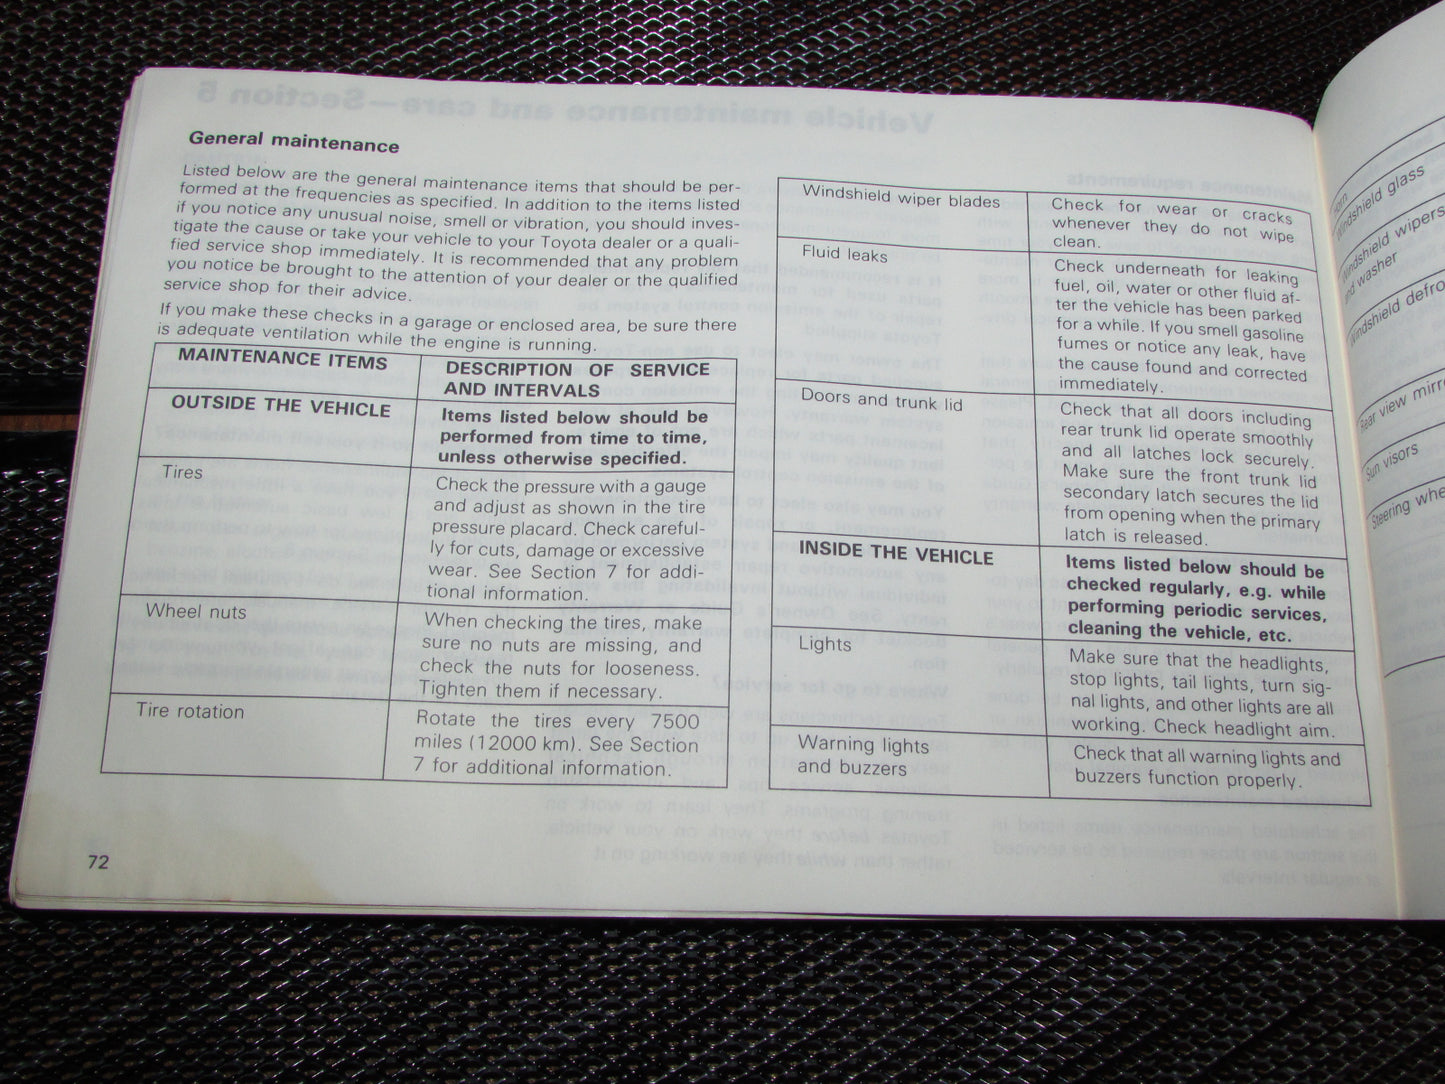 General maintenance
Listed below are the general maintenance items that should be per-
formed at the frequencies as specified. In addition to the items listed
if you notice any unusual noise, smell or vibration, you should inves-
tigate the cause or take your vehicle to your Toyota dealer or a quali-
fied service shop immediately. It is recommended that any problem
you notice be brought to the attention of your dealer or the qualified
service shop for their advice.
If you make these checks in a garage or enclosed area, be sure there
is adequate ventilation while the engine is running.
MAINTENANCE ITEMS
DESCRIPTION OF SERVICE
AND INTERVALS
OUTSIDE THE VEHICLE
Items listed below should be
performed from time to time,
unless otherwise specified.
Tires
Check the pressure with a gauge
and adjust as shown in the tire
pressure placard. Check careful-
ly for cuts, damage or excessive
wear. See Section 7 for addi-
tional information.
Wheel nuts
When checking the tires, make
sure no nuts are missing, and
check the nuts for looseness.
Tighten them if necessary.
Tire rotation
Rotate the tires every 7500
miles (12000 km). See Section
7 for additional information.
72
Windshield wiper blades
Check for wear or cracks
whenever they do not wipe
clean.
Fluid leaks
Check underneath for leaking
fuel, oil, water or other fluid af-
ter the vehicle has been parked
for a while. If you smell gasoline
fumes or notice any leak, have
the cause found and corrected
immediately.
Doors and trunk lid
Check that all doors including
rear trunk lid operate smoothly
and all latches lock securely.
Make sure the front trunk lid
secondary latch secures the lid
from opening when the primary
latch is released.
INSIDE THE VEHICLE
Items listed below should be
checked regularly, e.g. while
performing periodic services,
cleaning the vehicle, etc.
Lights
Make sure that the headlights,
stop lights, tail lights, turn sig-
nal lights, and other lights are all
working. Check headlight aim.
Warning lights
and buzzers
Check that all warning lights and
buzzers function properly.
Horn
Windshield glass
Windshield wipers
and washer
Windshield defro
Rear view mirr
Sun visors
Steering whe